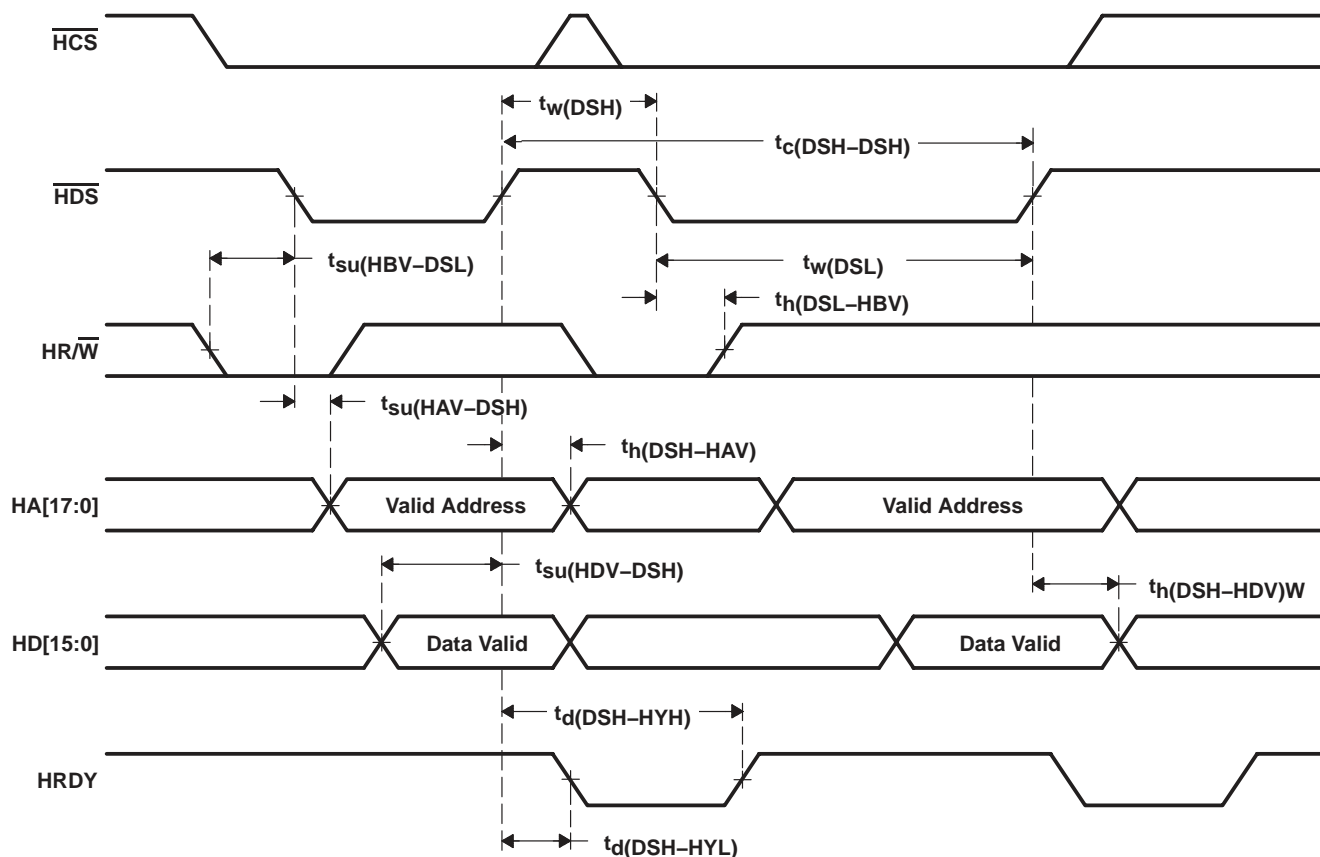 HCS
tw(DSH)
tc(DSH–DSH)
HDS
tsu(HBV–DSL)
tw(DSL)
th(DSL–HBV)
HR/W
tsu(HAV–DSH)
th(DSH–HAV)
HA[17:0]
Valid Address
Valid Address
tsu(HDV–DSH)
th(DSH–HDV)W
HD[15:0]
Data Valid
Data Valid
td(DSH–HYH)
HRDY
td(DSH–HYL)